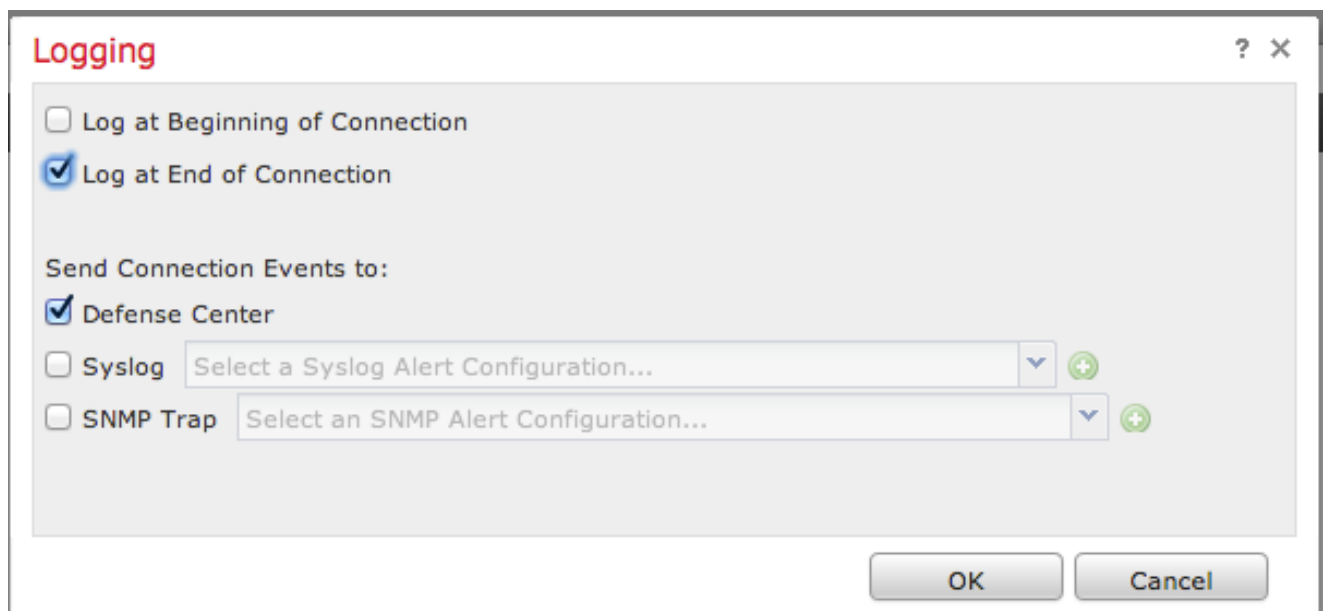 Logging ? ×
Log at Beginning of Connection
Log at End of Connection
Send Connection Events to:
Defense Center
Syslog Select a Syslog Alert Configuration...
SNMP Trap Select an SNMP Alert Configuration...
OK Cancel